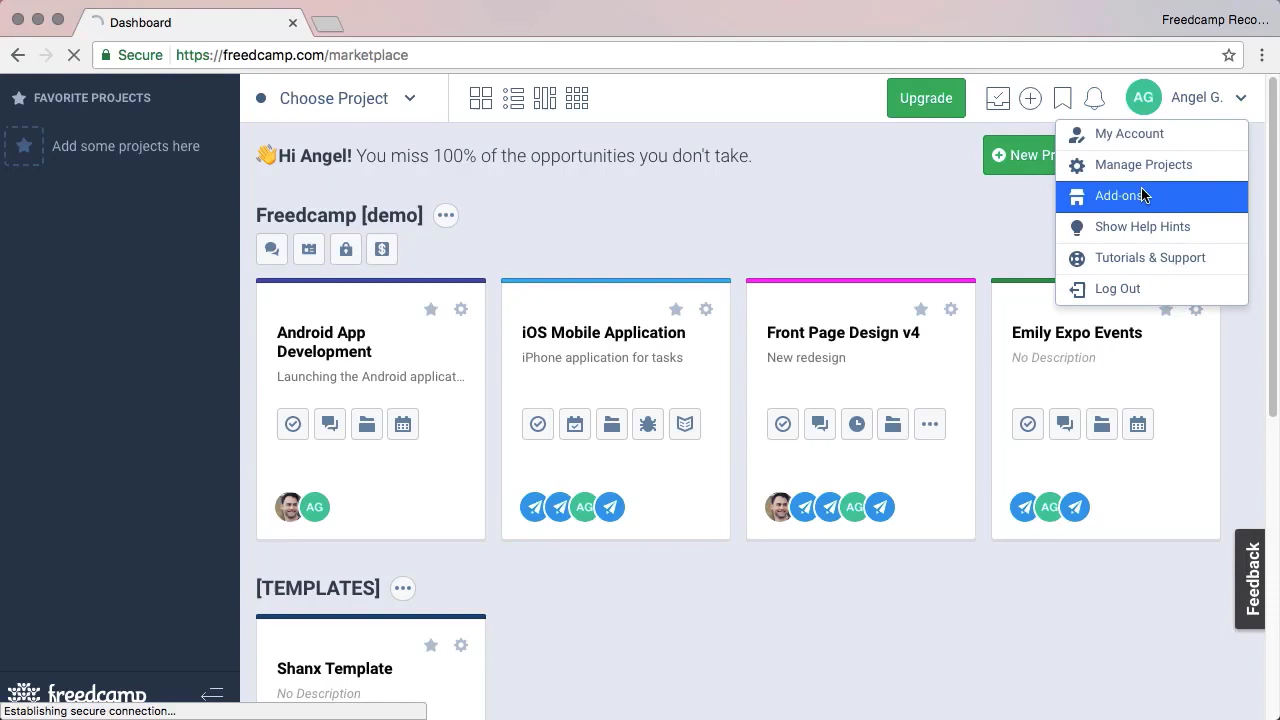 Dashboard
Freedcamp Reco...
Secure
https://freedcamp.com/marketplace
FAVORITE PROJECTS
Add some projects here
Choose Project
Upgrade
AG
Angel G.
👋Hi Angel! You miss 100% of the opportunities you don't take.
New Pr
My Account
Manage Projects
Add-ons
Show Help Hints
Tutorials & Support
Log Out
Freedcamp [demo]
Android App
Development
Launching the Android applicat...
AG
iOS Mobile Application
iPhone application for tasks
AG
Front Page Design v4
New redesign
AG
Emily Expo Events
No Description
AG
Feedback
[TEMPLATES]
Shanx Template
No Description
freedcamp
Establishing secure connection...